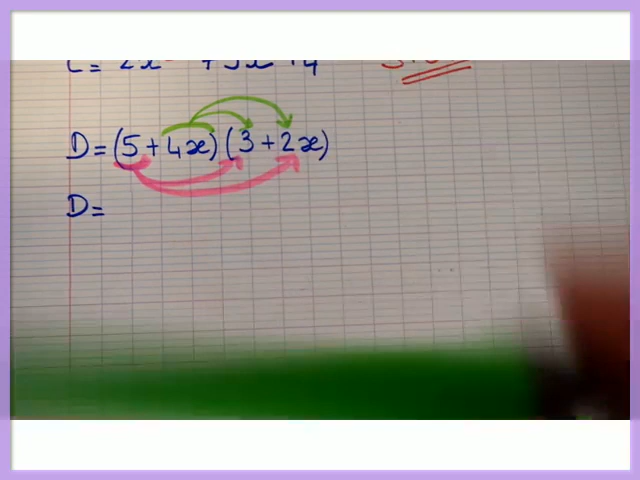 D = (5 + 4x) (3 + 2x)
D =